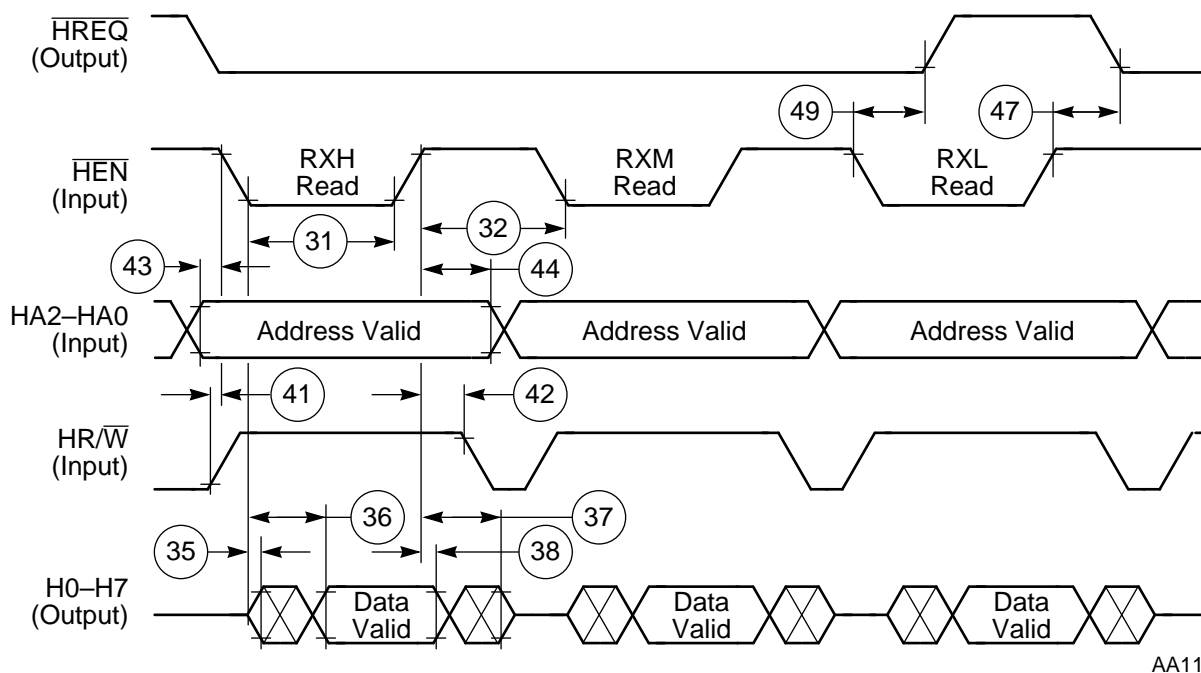 HREQ
(Output)
49
47
HEN
(Input)
RXH
Read
RXM
Read
RXL
Read
31
32
43
44
HA2–HA0
(Input)
Address Valid
Address Valid
Address Valid
41
42
HR/W
(Input)
36
37
35
38
H0–H7
(Output)
Data
Valid
Data
Valid
Data
Valid
AA11